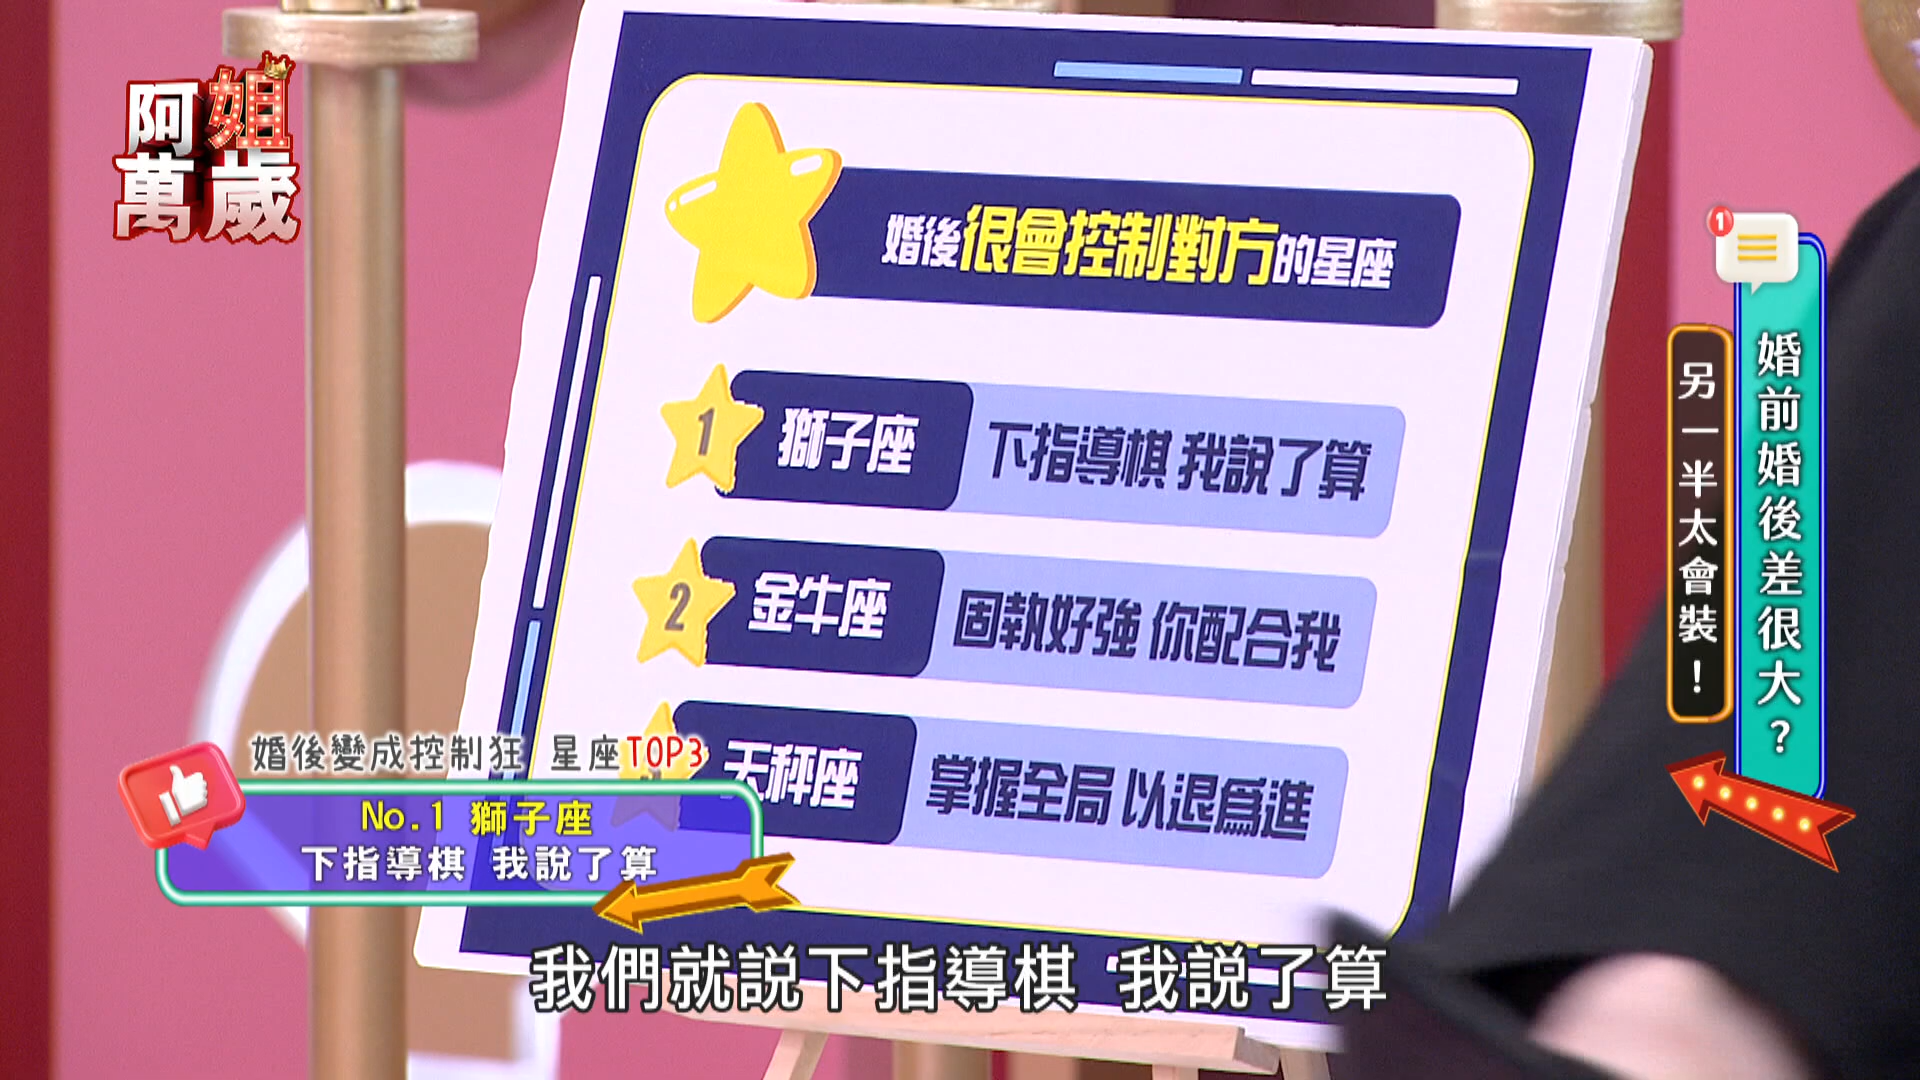 阿姐
萬歲
婚後很會控制對方的星座
1 獅子座 下指導棋 我說了算
2 金牛座 固執好強 你配合我
天秤座 掌握全局 以退為進
1
婚前婚後差很大?
另一半太會裝!
婚後變成控制狂 星座TOP3
No.1 獅子座
下指導棋 我說了算
我們就說下指導棋 我說了算